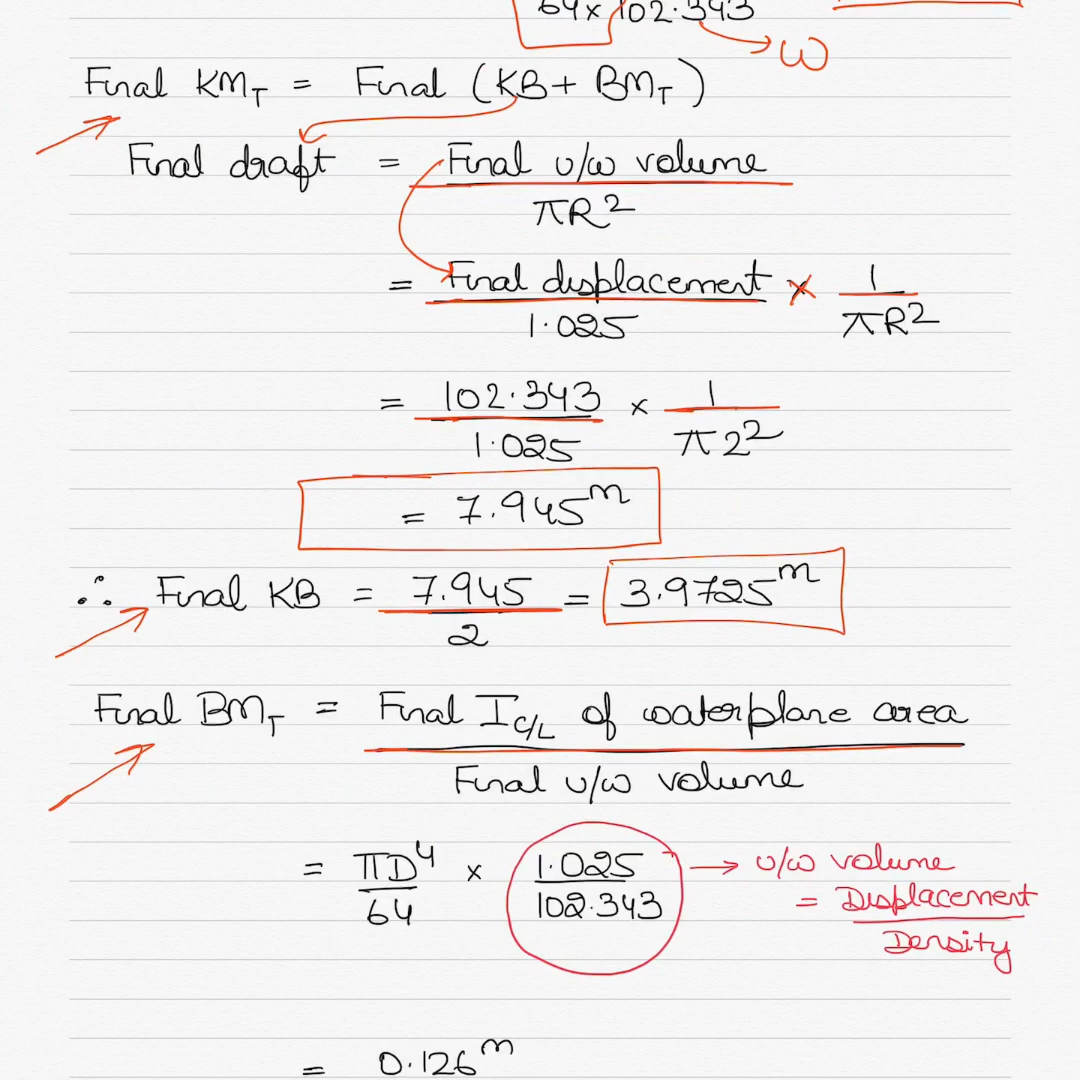 64 × 102.343
→ ω
Final KM_T = Final (KB + BM_T)
Final draft = Final u/w volume
πR²
= Final displacement × 1
1.025 πR²
= 102.343 × 1
1.025 π2²
= 7.945 m
∴ Final KB = 7.945 = 3.9725 m
2
Final BM_T = Final I_C/L of waterplane area
Final u/w volume
= πD⁴ × 1.025 → u/w volume
64 102.343 = Displacement
Density
= 0.126 m